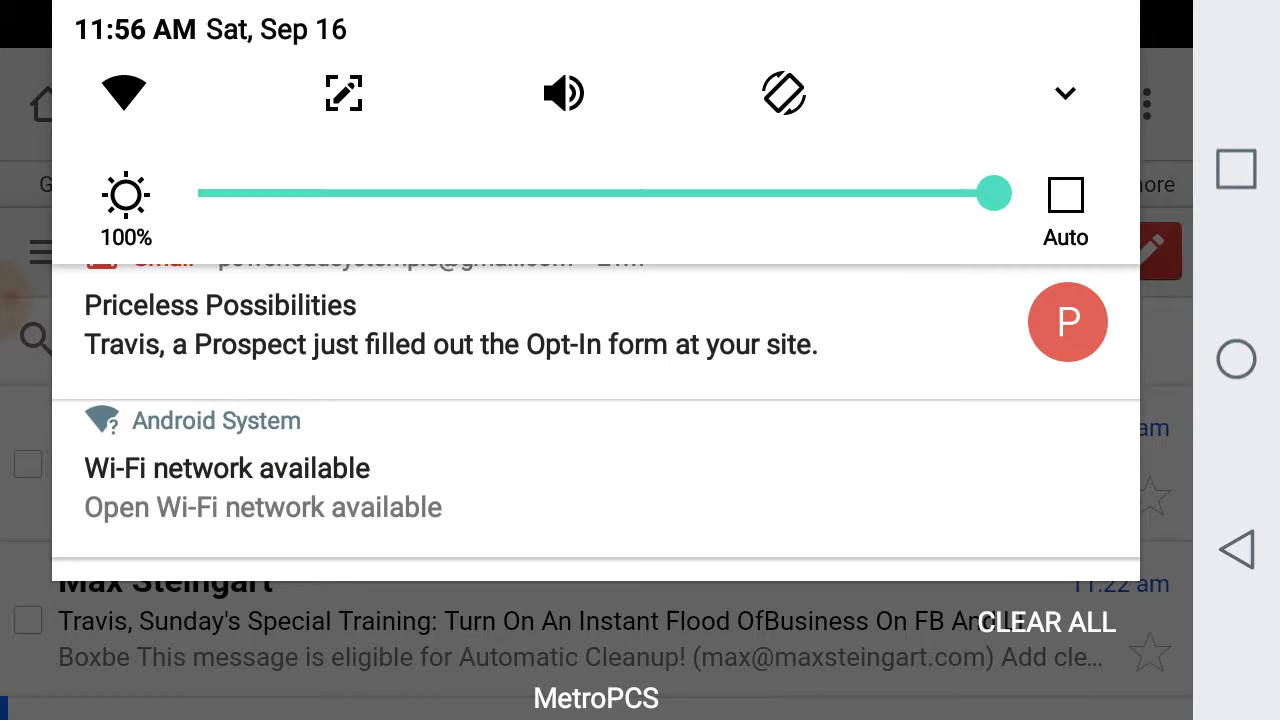 11:56 AM Sat, Sep 16
100%
Auto
Priceless Possibilities
P
Travis, a Prospect just filled out the Opt-In form at your site.
Android System
Wi-Fi network available
Open Wi-Fi network available
am
Max Steingart
11:22 am
Travis, Sunday's Special Training: Turn On An Instant Flood OfBusiness On FB And
CLEAR ALL
Boxbe This message is eligible for Automatic Cleanup! (max@maxsteingart.com) Add cle...
MetroPCS